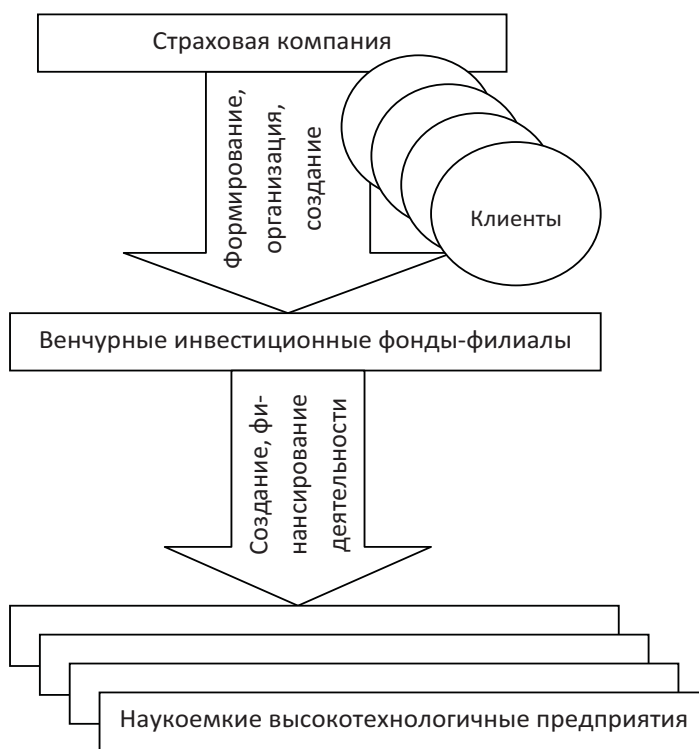 Страховая компания
Формирование,
организация,
создание
Клиенты
Венчурные инвестиционные фонды-филиалы
Создание, фи-
нансирование
деятельности
Наукоемкие высокотехнологичные предприятия